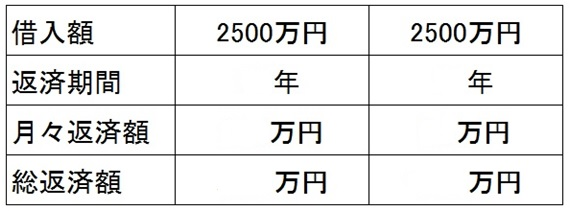 借入額 2500万円 2500万円
返済期間 年 年
月々返済額 万円 万円
総返済額 万円 万円